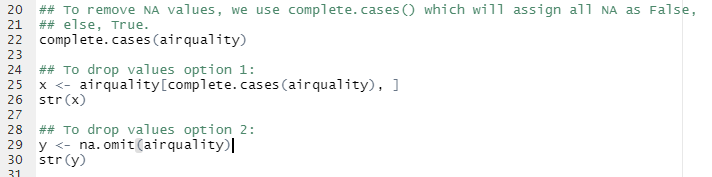 20 ## To remove NA values, we use complete.cases() which will assign all NA as False,
21 ## else, True.
22 complete.cases(airquality)
23
24 ## To drop values option 1:
25 x <- airquality[complete.cases(airquality), ]
26 str(x)
27
28 ## To drop values option 2:
29 y <- na.omit(airquality)
30 str(y)
31